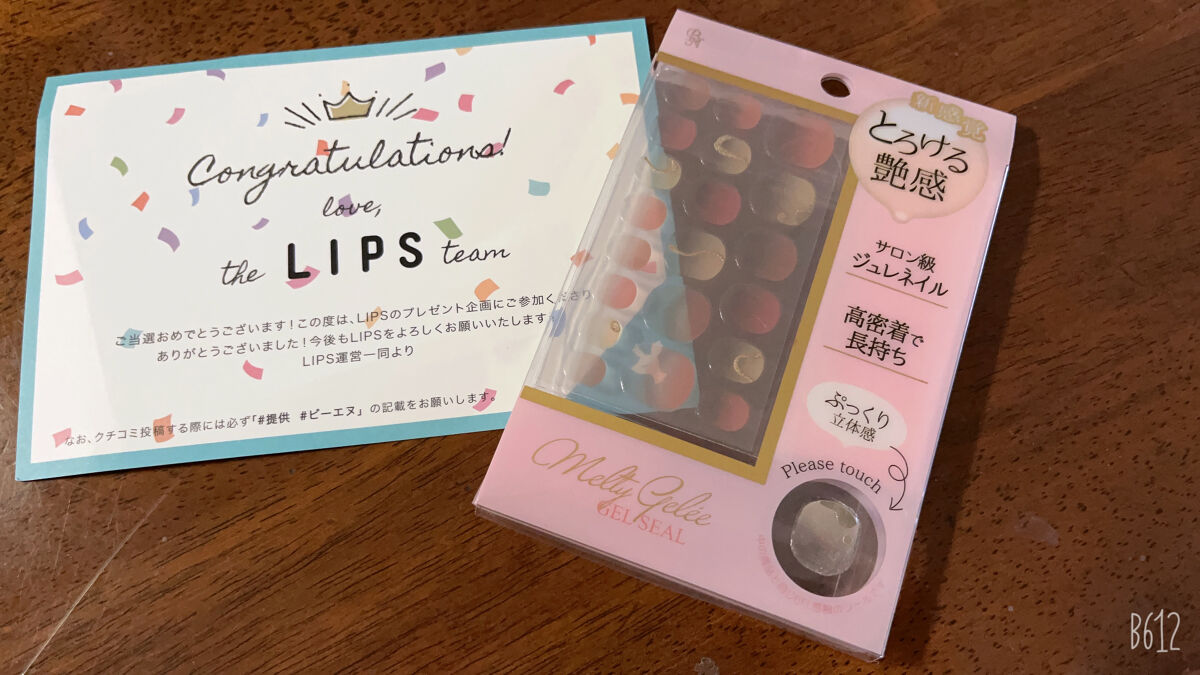 Congratulations!
love,
the LIPS team
ご当選おめでとうございます!この度は、LIPSのプレゼント企画にご参加くださり
ありがとうございました!今後もLIPSをよろしくお願いいたします
LIPS運営一同より
なお、クチコミ投稿する際には必ず「#提供 #ビーエヌ」の記載をお願いします。
BN
新感覚
とろける
艶感
サロン級
ジュレネイル
高密着で
長持ち
ぷっくり
立体感
Please touch
Melty Gelée
GEL SEAL
B612